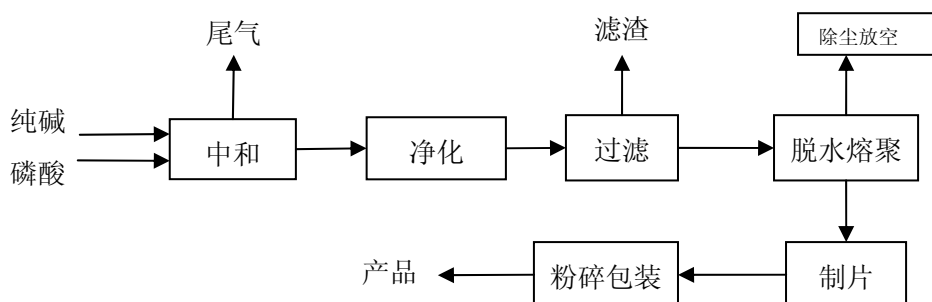 尾气
滤渣
除尘放空
纯碱
磷酸
中和
净化
过滤
脱水熔聚
产品
粉碎包装
制片